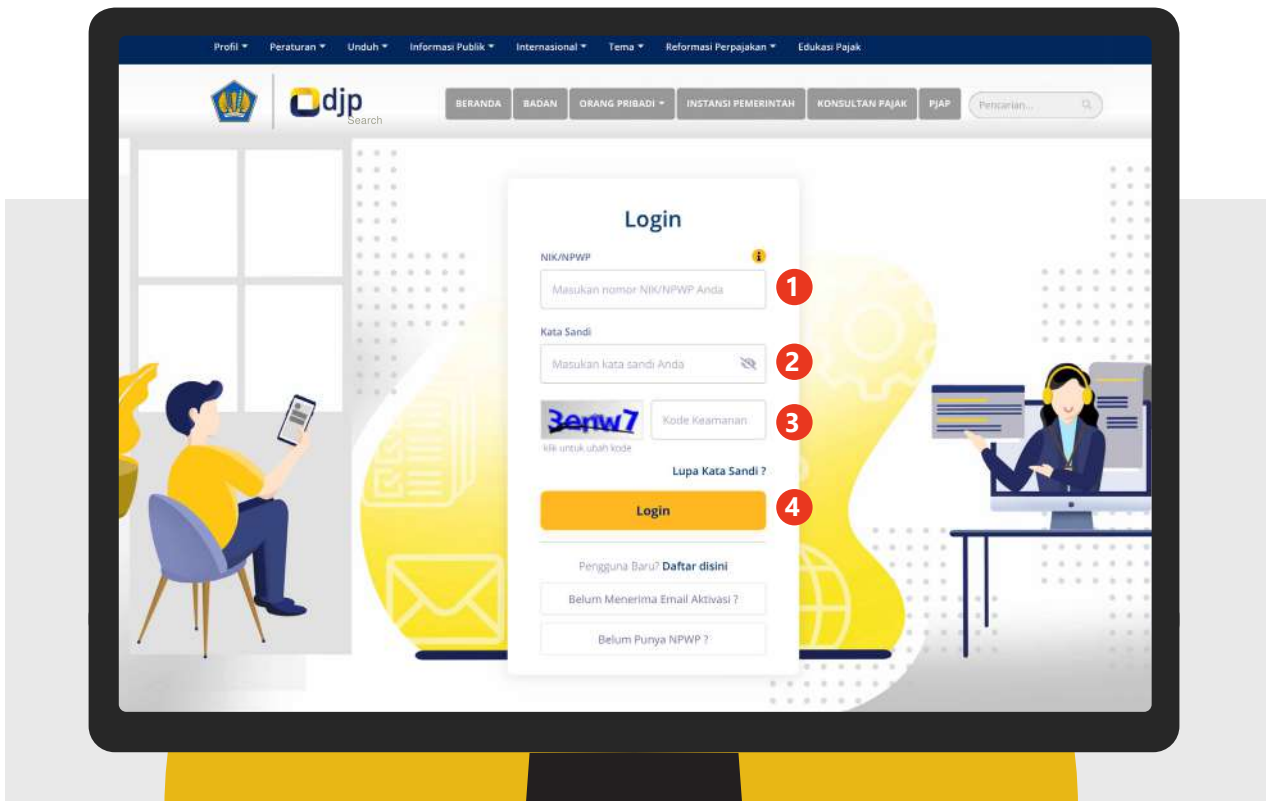 Profil Peraturan Unduh Informasi Publik Internasional Tema Reformasi Perpajakan Edukasi Pajak
djp
Search
BERANDA BADAN ORANG PRIBADI INSTANSI PEMERINTAH KONSULTAN PAJAK PJAP Pencarian...
Login
NIK/NPWP i
Masukan nomor NIK/NPWP Anda 1
Kata Sandi
Masukan kata sandi Anda 2
3enw7 Kode Keamanan 3
klik untuk ubah kode
Lupa Kata Sandi ?
Login 4
Pengguna Baru? Daftar disini
Belum Menerima Email Aktivasi ?
Belum Punya NPWP ?